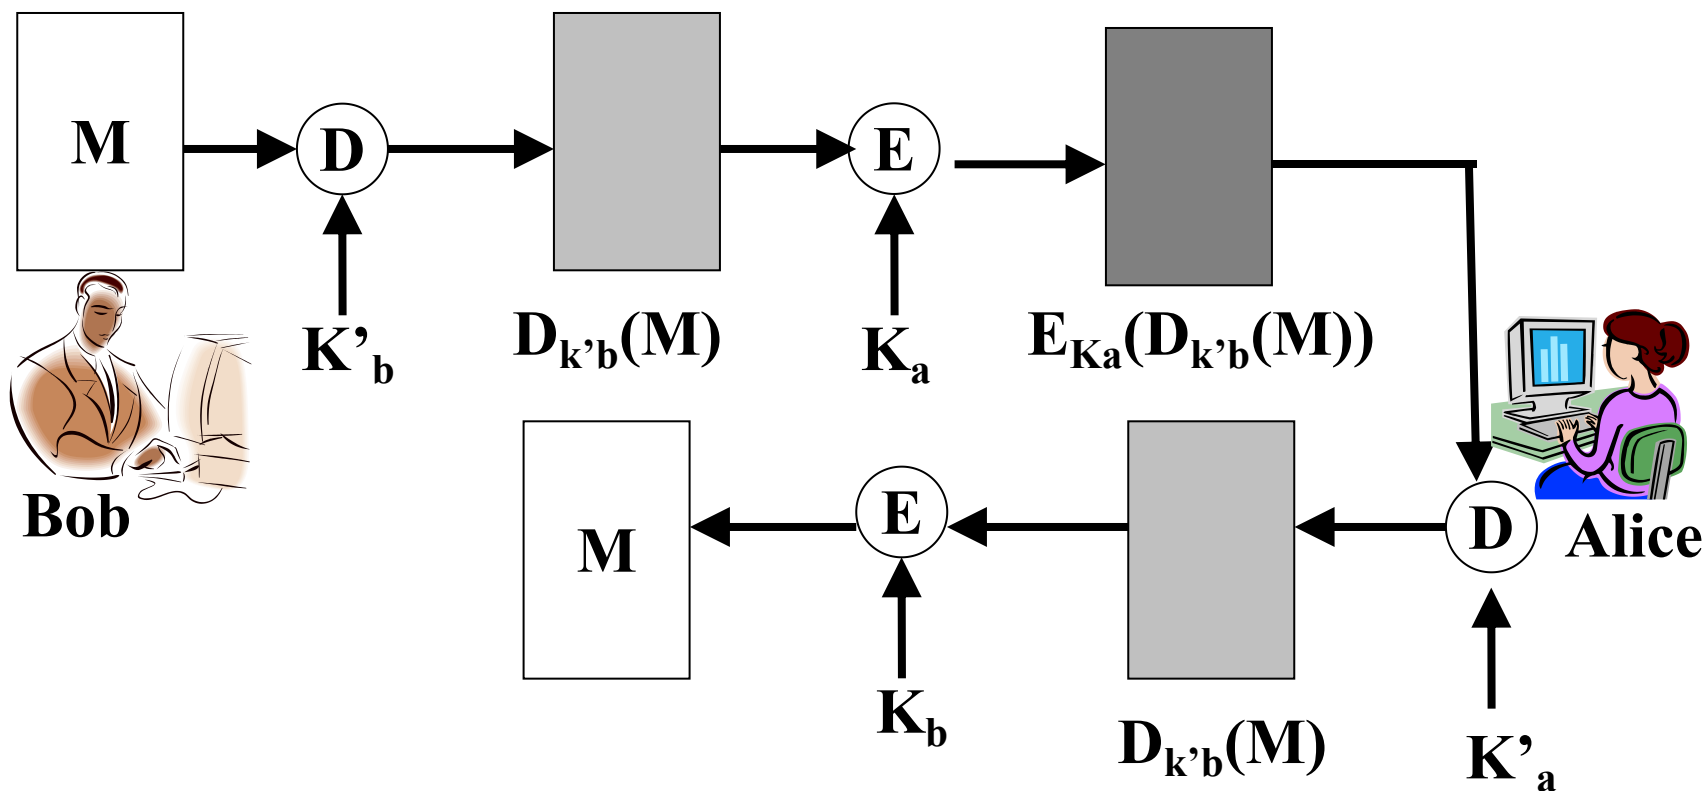 M
D
E
K’b
Dk’b(M)
Ka
EKa(Dk’b(M))
Bob
M
E
D
Alice
Kb
Dk’b(M)
K’a